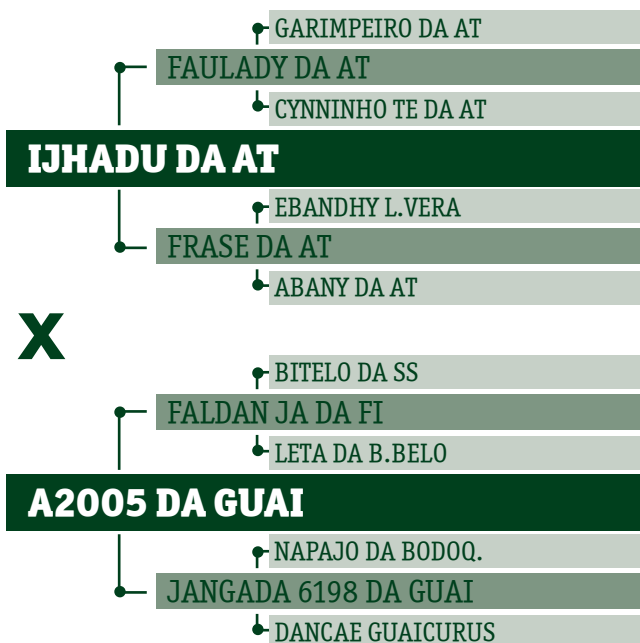 GARIMPEIRO DA AT
FAULADY DA AT
CYNNINHO TE DA AT
IJHADU DA AT
EBANDHY L.VERA
FRASE DA AT
ABANY DA AT
X
BITELO DA SS
FALDAN JA DA FI
LETA DA B.BELO
A2005 DA GUAI
NAPAJO DA BODOQ.
JANGADA 6198 DA GUAI
DANCAE GUAICURUS